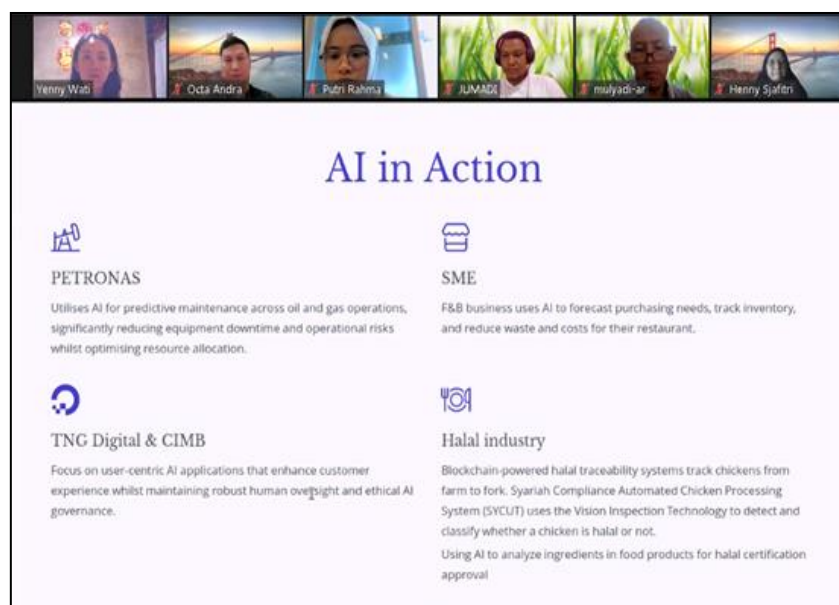 Yenny Wati
Octa Andra
Putri Rahma
JUMADI
mulyadi-ar
Henny Sjafitri
AI in Action
PETRONAS
Utilises AI for predictive maintenance across oil and gas operations,
significantly reducing equipment downtime and operational risks
whilst optimising resource allocation.
SME
F&B business uses AI to forecast purchasing needs, track inventory,
and reduce waste and costs for their restaurant.
TNG Digital & CIMB
Focus on user-centric AI applications that enhance customer
experience whilst maintaining robust human oversight and ethical AI
governance.
Halal industry
Blockchain-powered halal traceability systems track chickens from
farm to fork. Syariah Compliance Automated Chicken Processing
System (SYCUT) uses the Vision Inspection Technology to detect and
classify whether a chicken is halal or not.
Using AI to analyze ingredients in food products for halal certification
approval